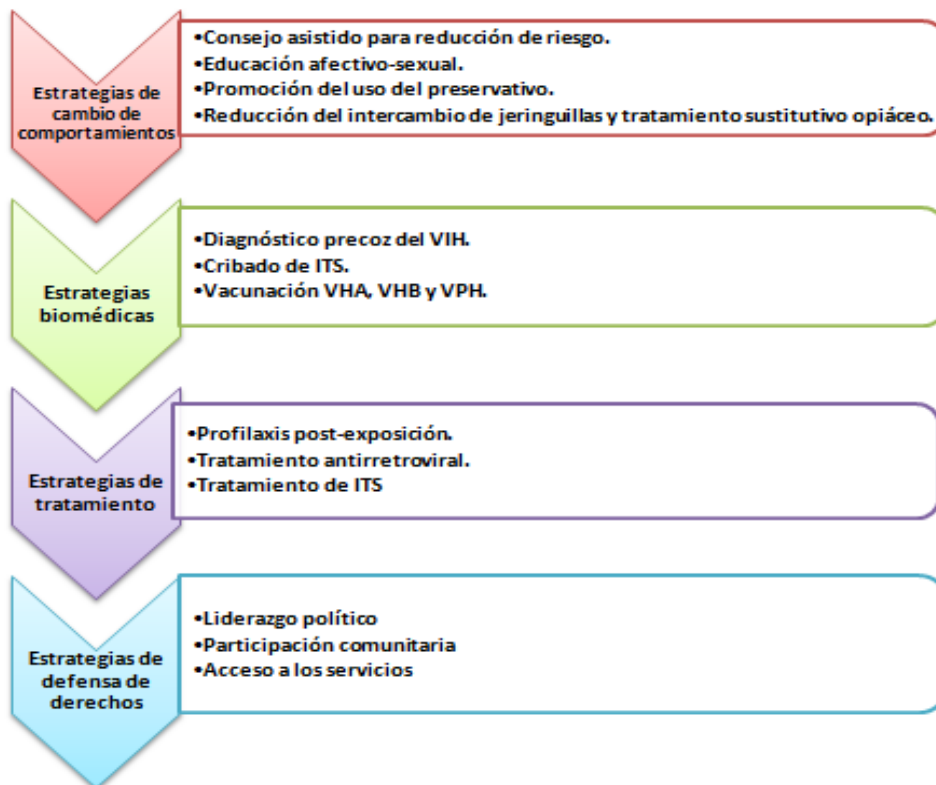 Estrategias de
cambio de
comportamientos
•Consejo asistido para reducción de riesgo.
•Educación afectivo-sexual.
•Promoción del uso del preservativo.
•Reducción del intercambio de jeringuillas y tratamiento sustitutivo opiáceo.
Estrategias
biomédicas
•Diagnóstico precoz del VIH.
•Cribado de ITS.
•Vacunación VHA, VHB y VPH.
Estrategias de
tratamiento
•Profilaxis post-exposición.
•Tratamiento antirretroviral.
•Tratamiento de ITS
Estrategias de
defensa de
derechos
•Liderazgo político
•Participación comunitaria
•Acceso a los servicios